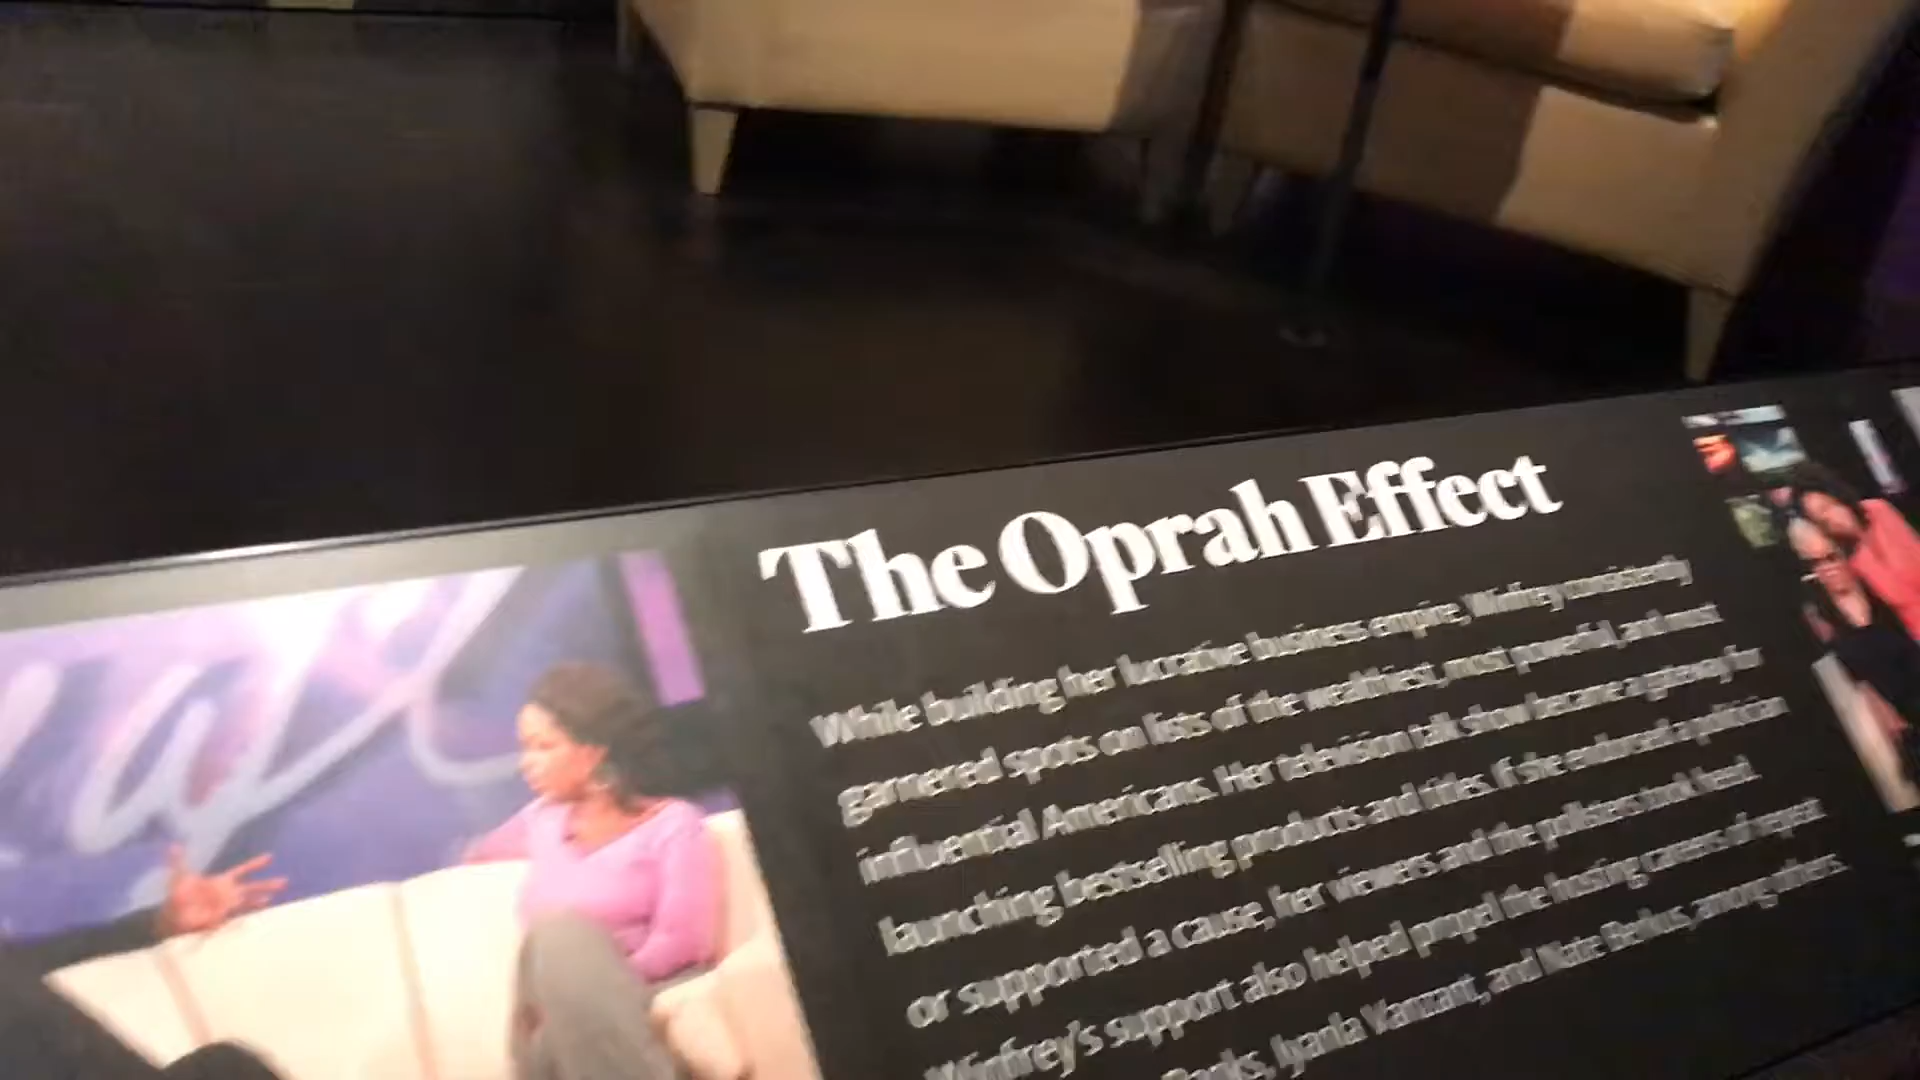 The Oprah Effect
While building her lucrative business empire, Winfrey consistently
garnered spots on lists of the wealthiest, most powerful, and most
influential Americans. Her television talk show became a gateway for
launching bestselling products and titles. If she endorsed a politician
or supported a cause, her viewers and the pollsters took heed.
Winfrey's support also helped propel the hosting careers of repeat
Banks, Iyanla Vanzant, and Nate Berkus, among others.